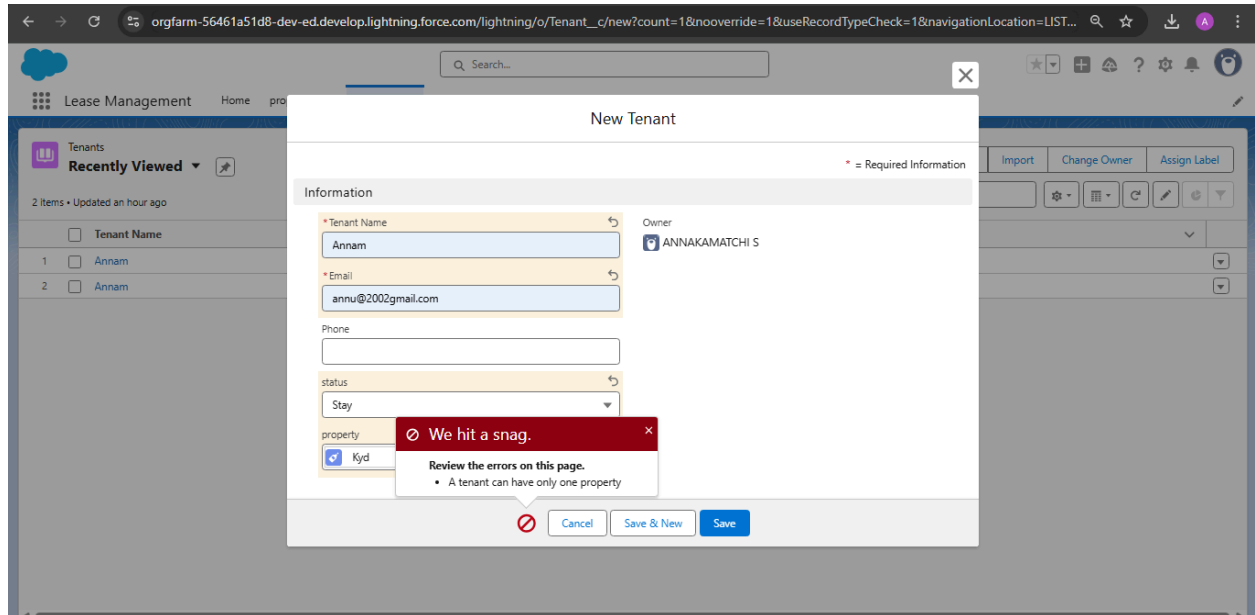 orgfarm-56461a51d8-dev-ed.develop.lightning.force.com/lightning/o/Tenant__c/new?count=1&nooverride=1&useRecordTypeCheck=1&navigationLocation=LIST...
A
Search...
Lease Management Home pro
New Tenant
* = Required Information
Tenants
Recently Viewed
Import Change Owner Assign Label
2 items • Updated an hour ago
Information
Tenant Name
1 Annam
2 Annam
*Tenant Name
Annam
Owner
ANNAKAMATCHI S
*Email
annu@2002gmail.com
Phone
status
Stay
property
Kyd
We hit a snag.
Review the errors on this page.
• A tenant can have only one property
Cancel Save & New Save